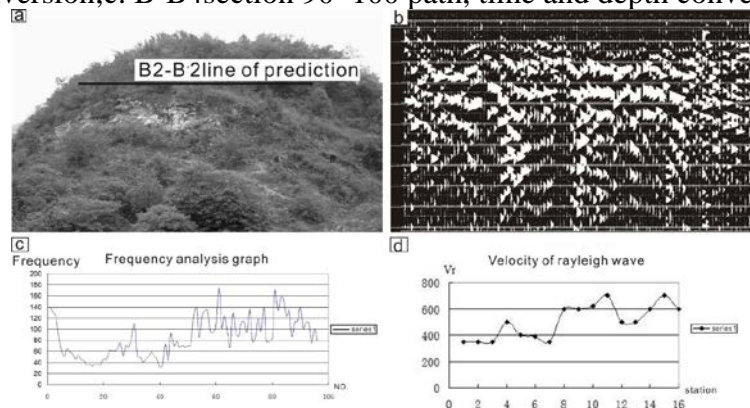 version,c. B-B4section 90~100 path, time and depth conve
a
B2-B'2line of prediction
b
c
Frequency
Frequency analysis graph
200
180
160
140
120
100
80
60
40
20
0
0
20
40
60
80
100
NO.
series1
d
Velocity of rayleigh wave
Vr
800
600
400
200
0
0
2
4
6
8
10
12
14
16
station
series1